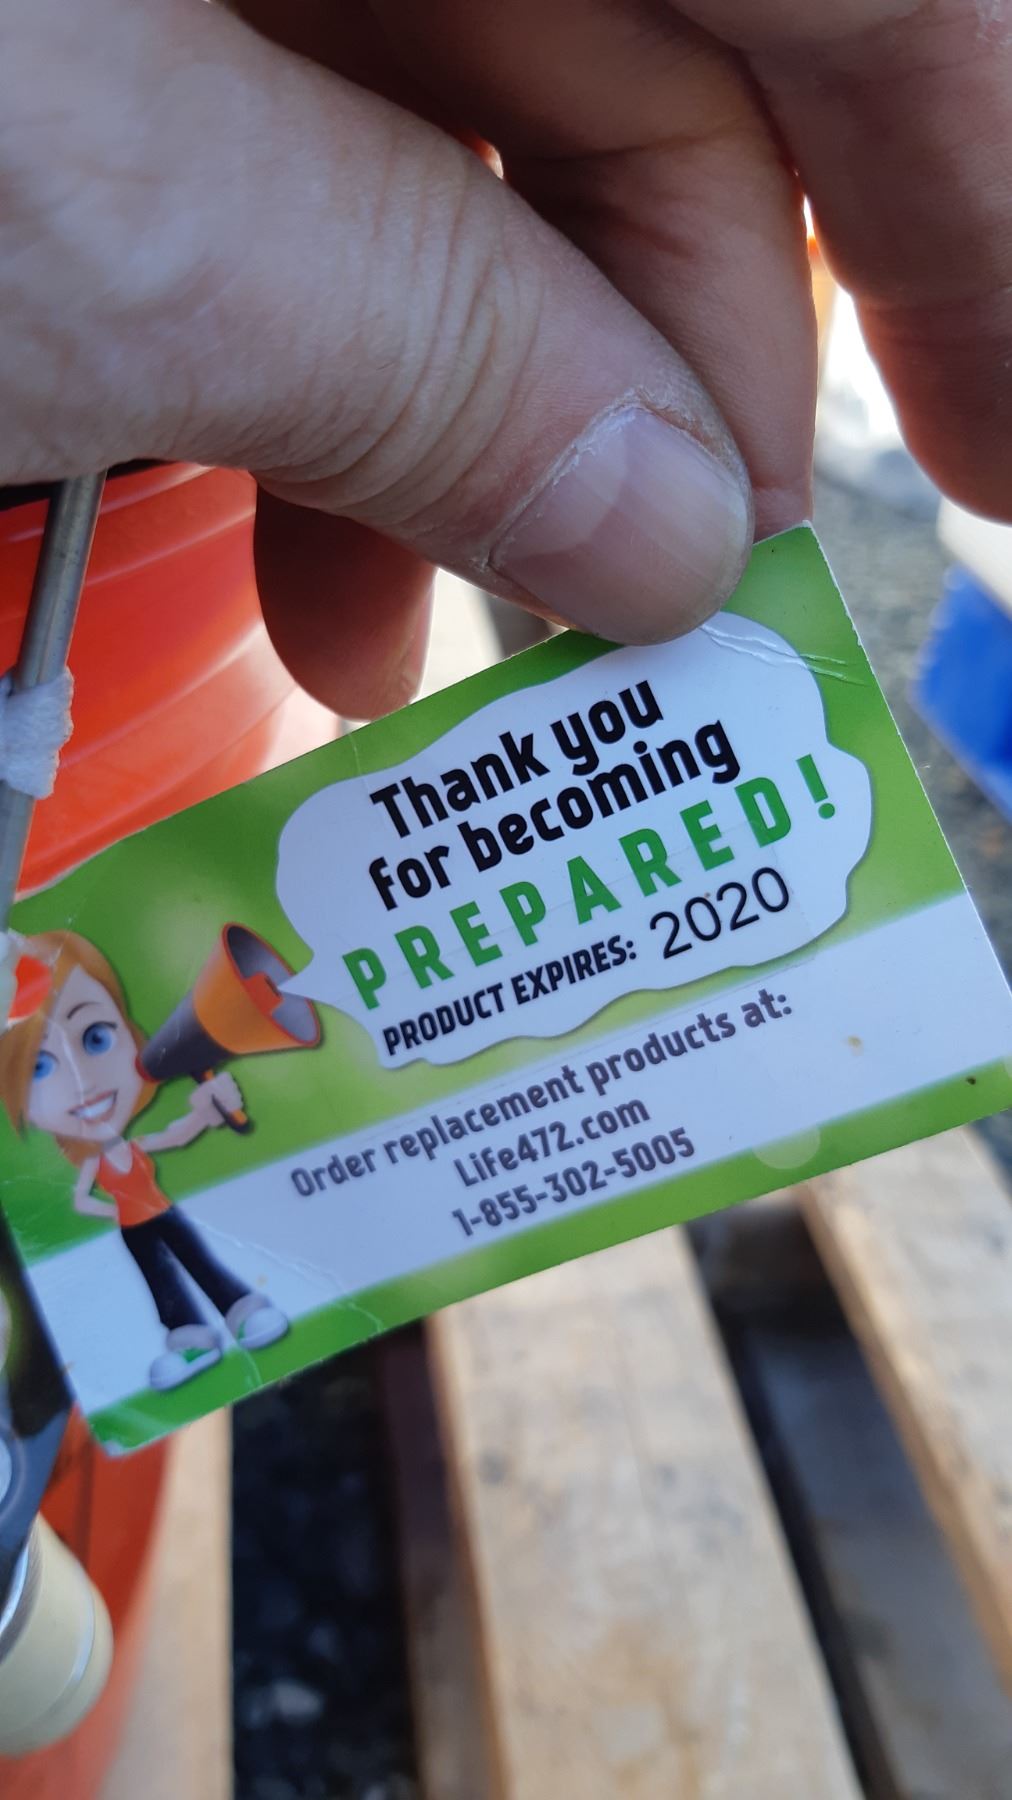 Thank you
for becoming
PREPARED!
PRODUCT EXPIRES: 2020
Order replacement products at:
Life472.com
1-855-302-5005